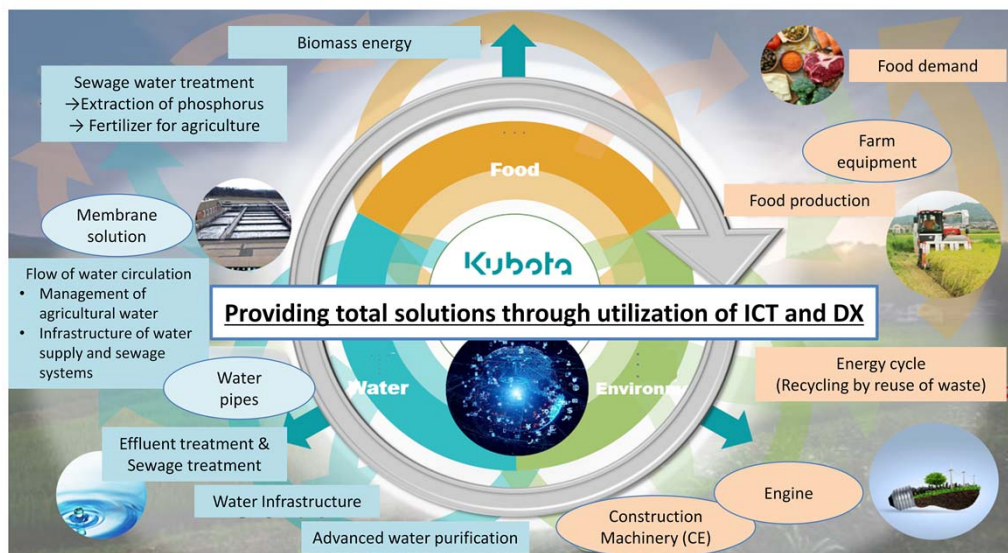 Biomass energy
Sewage water treatment
→Extraction of phosphorus
→ Fertilizer for agriculture
Food demand
Farm
equipment
Food
Food production
Membrane
solution
Kubota
Flow of water circulation
• Management of
agricultural water
• Infrastructure of water
supply and sewage
systems
Providing total solutions through utilization of ICT and DX
Energy cycle
(Recycling by reuse of waste)
Water
Environm
Water
pipes
Effluent treatment &
Sewage treatment
Engine
Water Infrastructure
Construction
Machinery (CE)
Advanced water purification